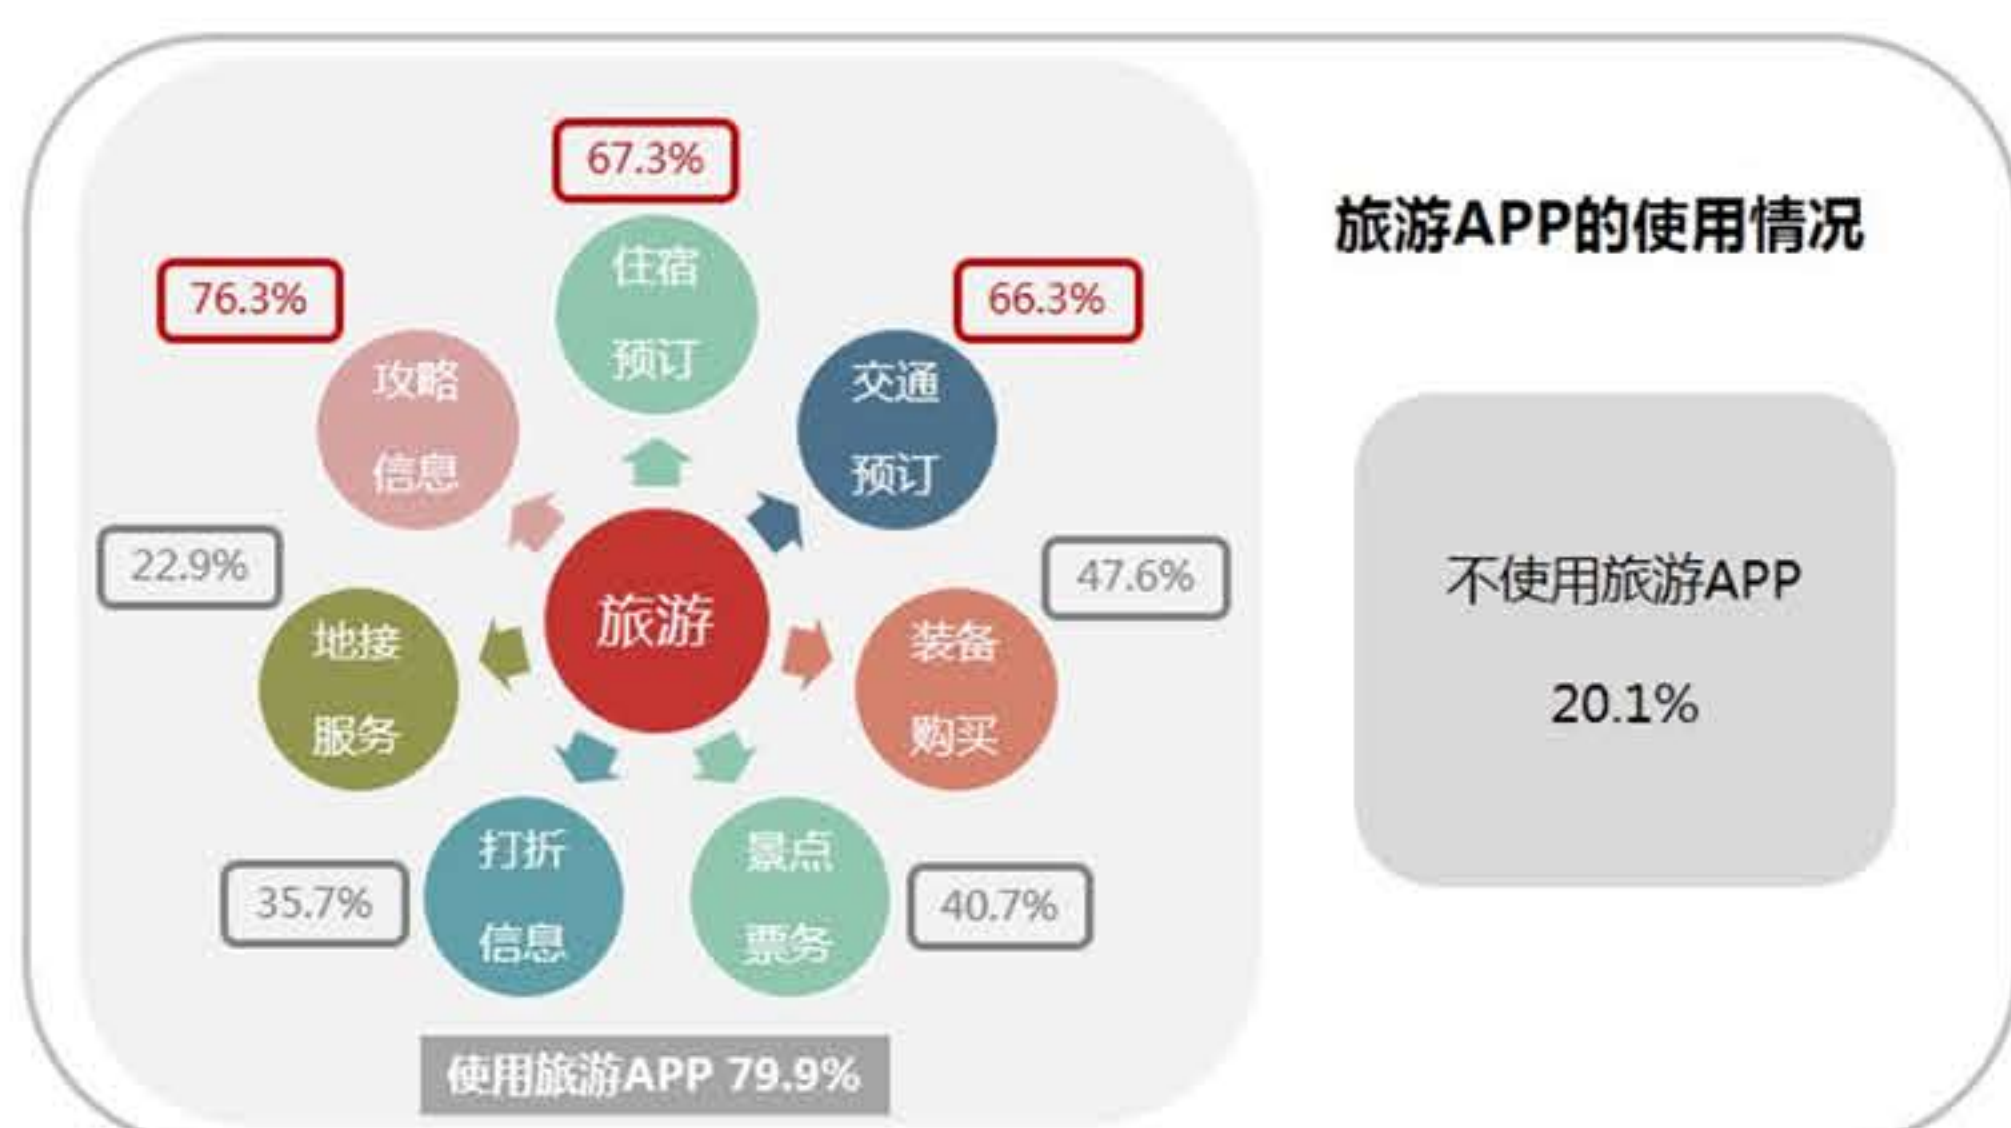 旅游APP的使用情况
67.3%
住宿
预订
76.3%
攻略
信息
66.3%
交通
预订
22.9%
地接
服务
旅游
47.6%
装备
购买
35.7%
打折
信息
景点
票务
40.7%
使用旅游APP 79.9%
不使用旅游APP
20.1%